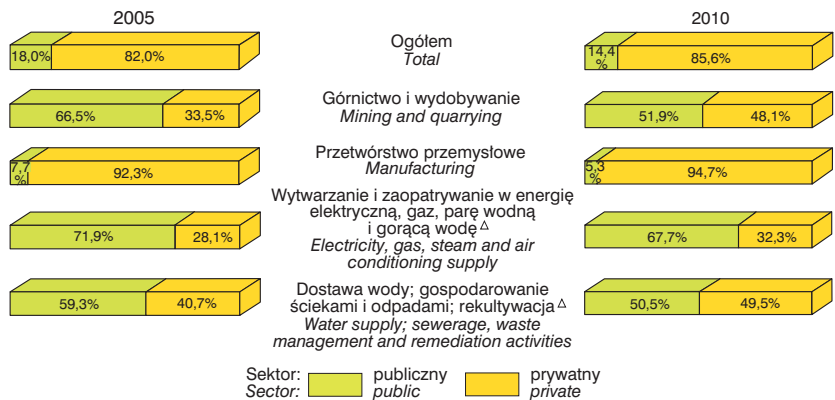 2005
2010
18,0% 82,0%
Ogółem
Total
14,4
%
85,6%
66,5% 33,5%
Górnictwo i wydobywanie
Mining and quarrying
51,9% 48,1%
7,7
%
92,3%
Przetwórstwo przemysłowe
Manufacturing
5,3
%
94,7%
71,9% 28,1%
Wytwarzanie i zaopatrywanie w energię
elektryczną, gaz, parę wodną
i gorącą wodę Δ
Electricity, gas, steam and air
conditioning supply
67,7% 32,3%
59,3% 40,7%
Dostawa wody; gospodarowanie
ściekami i odpadami; rekultywacja Δ
Water supply; sewerage, waste
management and remediation activities
50,5% 49,5%
Sektor: publiczny prywatny
Sector: public private